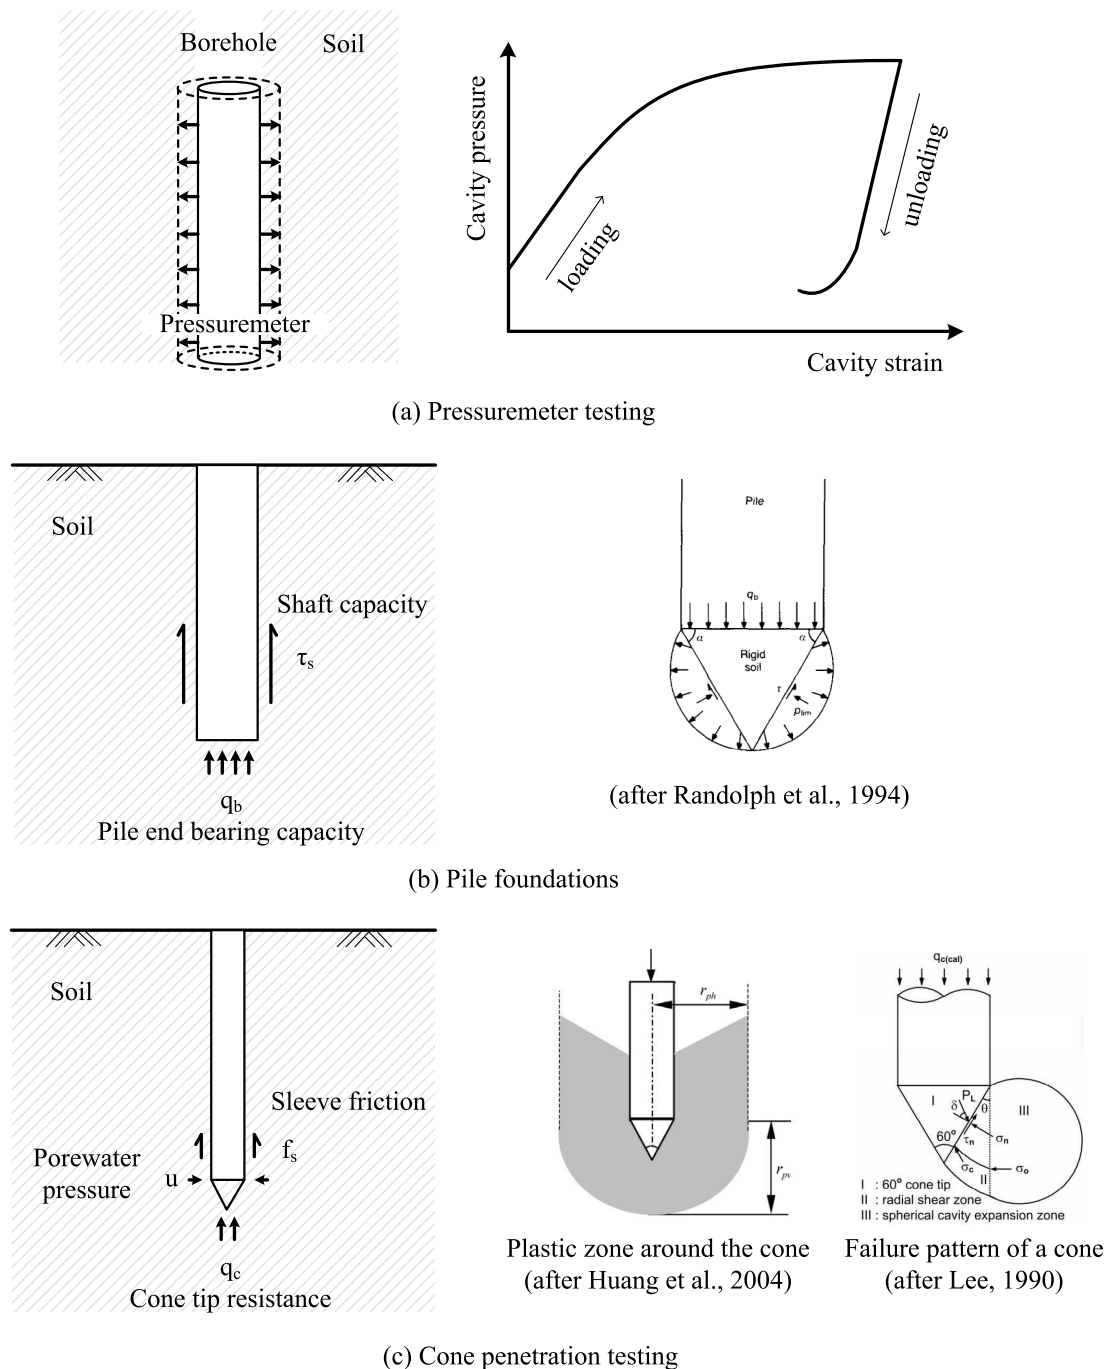 Borehole
Soil
Pressuremeter
Cavity pressure
loading
unloading
Cavity strain
(a) Pressuremeter testing
Soil
Shaft capacity
τs
qb
Pile end bearing capacity
Pile
qb
α
α
Rigid
soil
τ
plim
(after Randolph et al., 1994)
(b) Pile foundations
Soil
Sleeve friction
fs
Porewater
pressure
u
qc
Cone tip resistance
rph
rpv
Plastic zone around the cone
(after Huang et al., 2004)
qc(cal)
I
PL
δ
θ
III
60°
τn
σn
σc
σo
II
I : 60° cone tip
II : radial shear zone
III : spherical cavity expansion zone
Failure pattern of a cone
(after Lee, 1990)
(c) Cone penetration testing